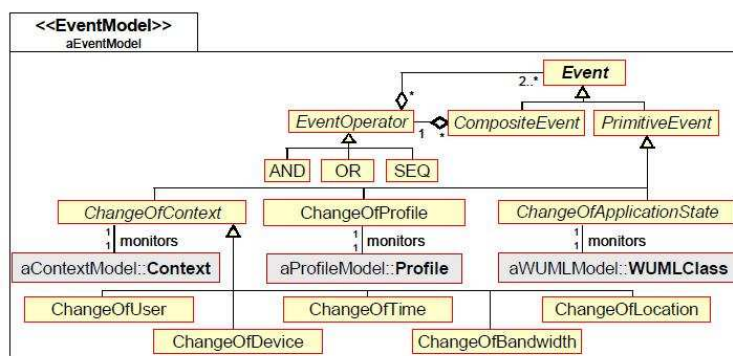 <<EventModel>>
aEventModel
Event
2..*
*
EventOperator
1
*
CompositeEvent
PrimitiveEvent
AND
OR
SEQ
ChangeOfContext
ChangeOfProfile
ChangeOfApplicationState
1
monitors
1
1
monitors
1
1
monitors
1
aContextModel::Context
aProfileModel::Profile
aWUMLModel::WUMLClass
ChangeOfUser
ChangeOfTime
ChangeOfLocation
ChangeOfDevice
ChangeOfBandwidth